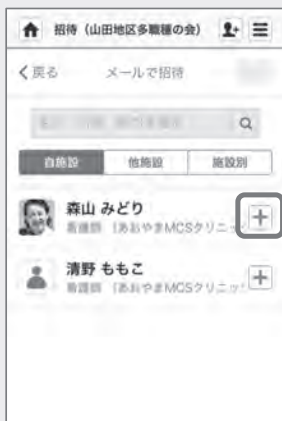 招待（山田地区多職種の会）
戻る メールで招待
自施設 他施設 施設別
森山 みどり
看護師 （あおやまMCSクリニッ
清野 ももこ
看護師 （あおやまMCSクリニッ